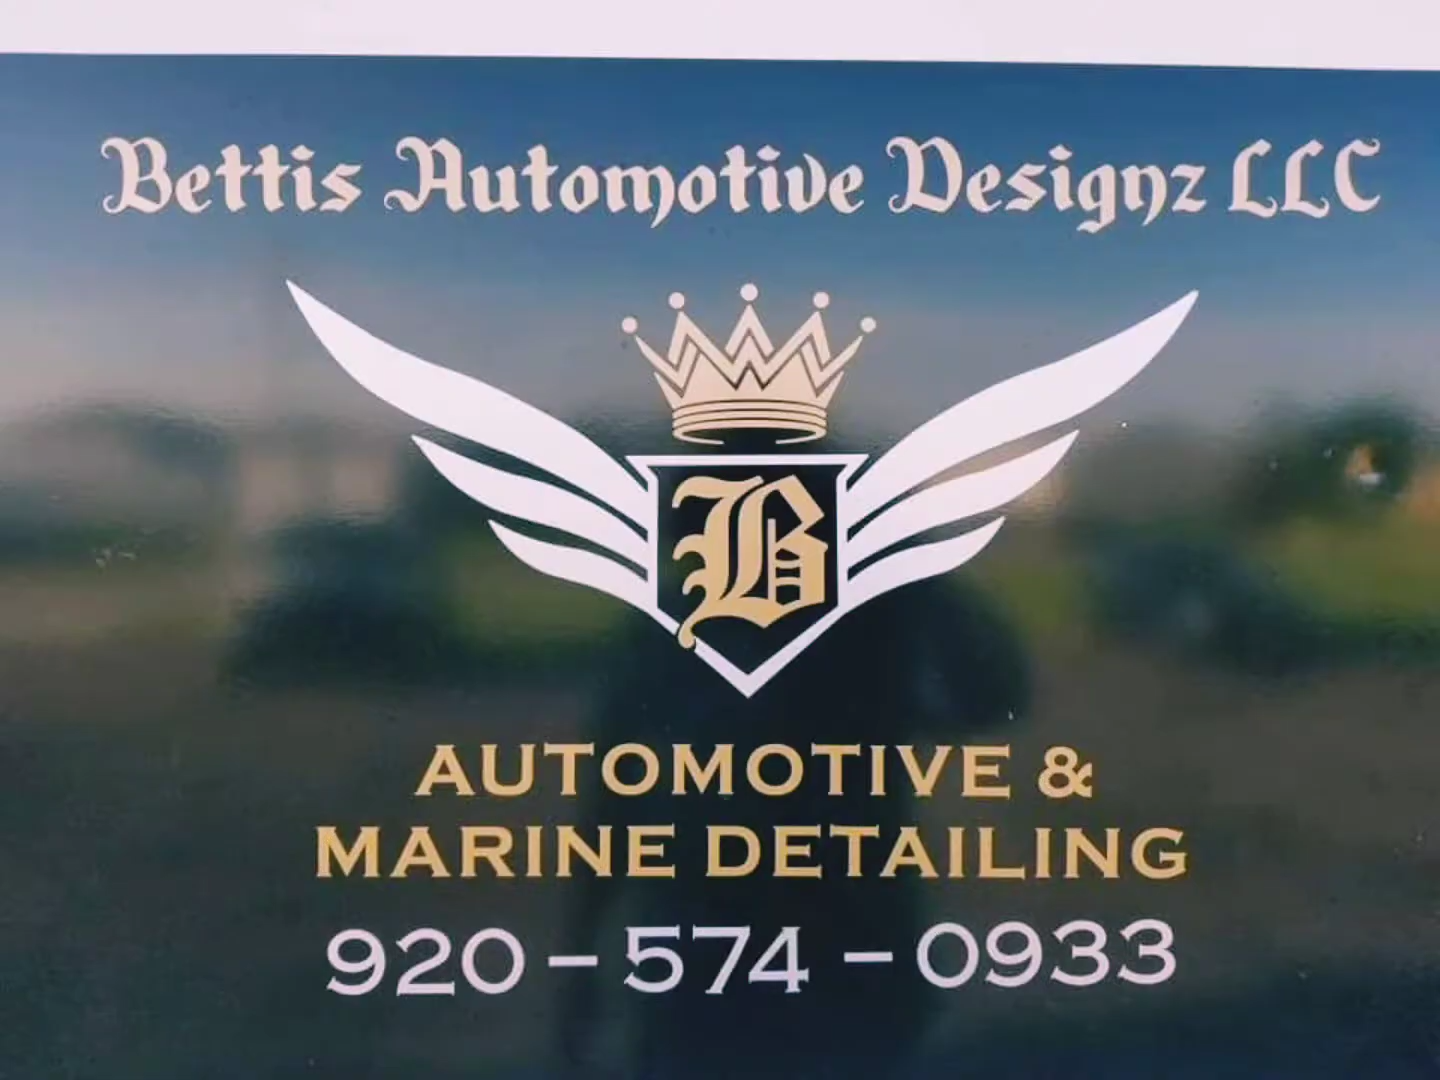 Bettis Automotive Designz LLC
B
AUTOMOTIVE &
MARINE DETAILING
920-574-0933